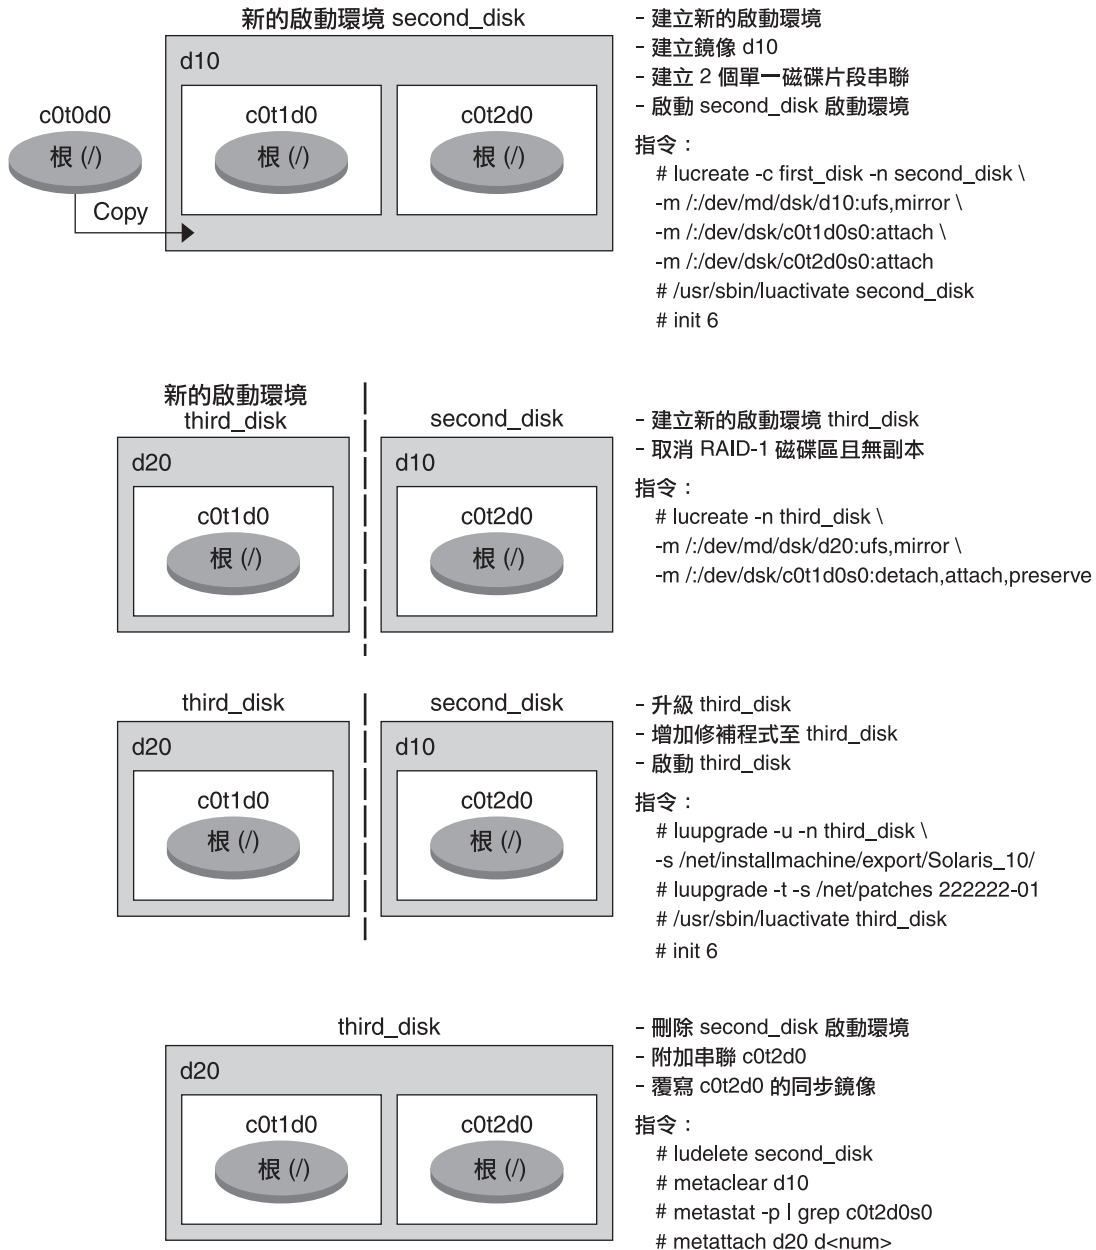 新的啟動環境 second_disk
d10
c0t0d0
根 (/)
Copy
c0t1d0
根 (/)
c0t2d0
根 (/)
- 建立新的啟動環境
- 建立鏡像 d10
- 建立 2 個單一磁碟片段串聯
- 啟動 second_disk 啟動環境
指令：
# lucreate -c first_disk -n second_disk \
-m /:/dev/md/dsk/d10:ufs,mirror \
-m /:/dev/dsk/c0t1d0s0:attach \
-m /:/dev/dsk/c0t2d0s0:attach
# /usr/sbin/luactivate second_disk
# init 6
新的啟動環境
third_disk
d20
c0t1d0
根 (/)
second_disk
d10
c0t2d0
根 (/)
- 建立新的啟動環境 third_disk
- 取消 RAID-1 磁碟區且無副本
指令：
# lucreate -n third_disk \
-m /:/dev/md/dsk/d20:ufs,mirror \
-m /:/dev/dsk/c0t1d0s0:detach,attach,preserve
third_disk
d20
c0t1d0
根 (/)
second_disk
d10
c0t2d0
根 (/)
- 升級 third_disk
- 增加修補程式至 third_disk
- 啟動 third_disk
指令：
# luupgrade -u -n third_disk \
-s /net/installmachine/export/Solaris_10/
# luupgrade -t -s /net/patches 222222-01
# /usr/sbin/luactivate third_disk
# init 6
third_disk
d20
c0t1d0
根 (/)
c0t2d0
根 (/)
- 刪除 second_disk 啟動環境
- 附加串聯 c0t2d0
- 覆寫 c0t2d0 的同步鏡像
指令：
# ludelete second_disk
# metaclear d10
# metastat -p | grep c0t2d0s0
# metattach d20 d<num>